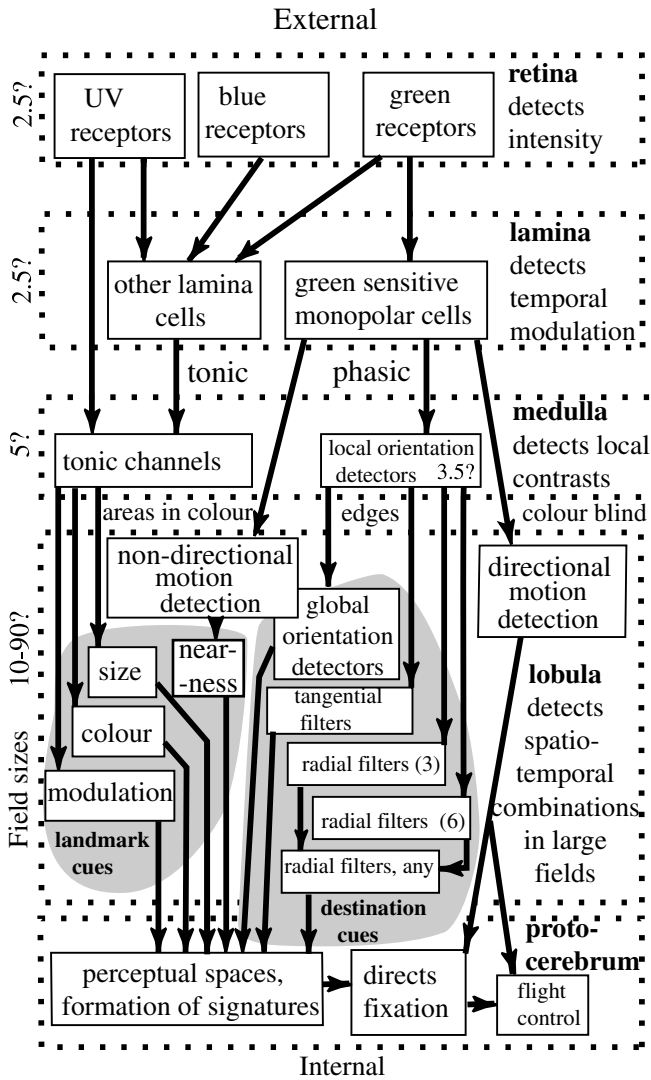 External
2.5?
UV
receptors
blue
receptors
green
receptors
retina
detects
intensity
2.5?
other lamina
cells
green sensitive
monopolar cells
lamina
detects
temporal
modulation
tonic
phasic
5?
tonic channels
local orientation
detectors 3.5?
medulla
detects local
contrasts
areas in colour
edges
colour blind
10-90?
Field sizes
non-directional
motion
detection
directional
motion
detection
global
orientation
detectors
size
near-
-ness
tangential
filters
colour
radial filters (3)
modulation
radial filters (6)
landmark
cues
radial filters, any
destination
cues
lobula
detects
spatio-
temporal
combinations
in large
fields
proto-
cerebrum
perceptual spaces,
formation of signatures
directs
fixation
flight
control
Internal